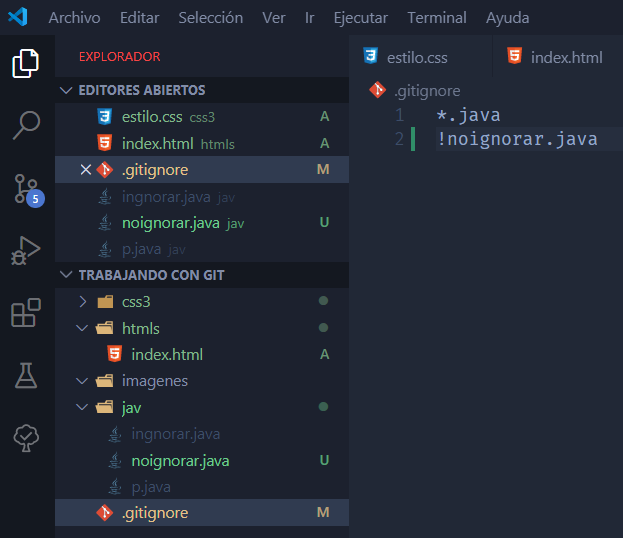 Archivo Editar Selección Ver Ir Ejecutar Terminal Ayuda
EXPLORADOR
EDITORES ABIERTOS
estilo.css css3 A
index.html htmls A
.gitignore M
ingnorar.java jav
noignorar.java jav U
p.java jav
TRABAJANDO CON GIT
css3
htmls
index.html A
imagenes
jav
ingnorar.java
noignorar.java U
p.java
.gitignore M
5
estilo.css index.html
.gitignore
1 *.java
2 !noignorar.java